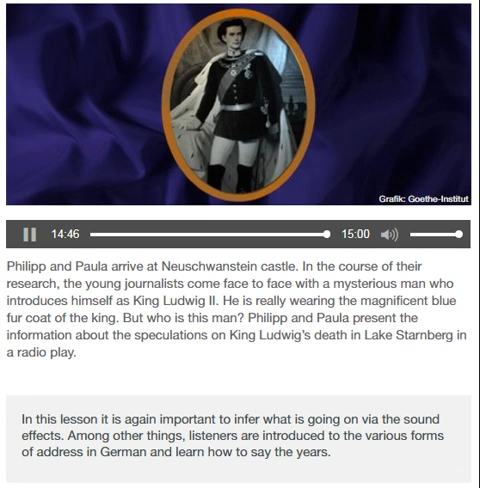 Grafik: Goethe-Institut
14:46 15:00
Philipp and Paula arrive at Neuschwanstein castle. In the course of their
research, the young journalists come face to face with a mysterious man who
introduces himself as King Ludwig II. He is really wearing the magnificent blue
fur coat of the king. But who is this man? Philipp and Paula present the
information about the speculations on King Ludwig's death in Lake Starnberg in
a radio play.
In this lesson it is again important to infer what is going on via the sound
effects. Among other things, listeners are introduced to the various forms
of address in German and learn how to say the years.